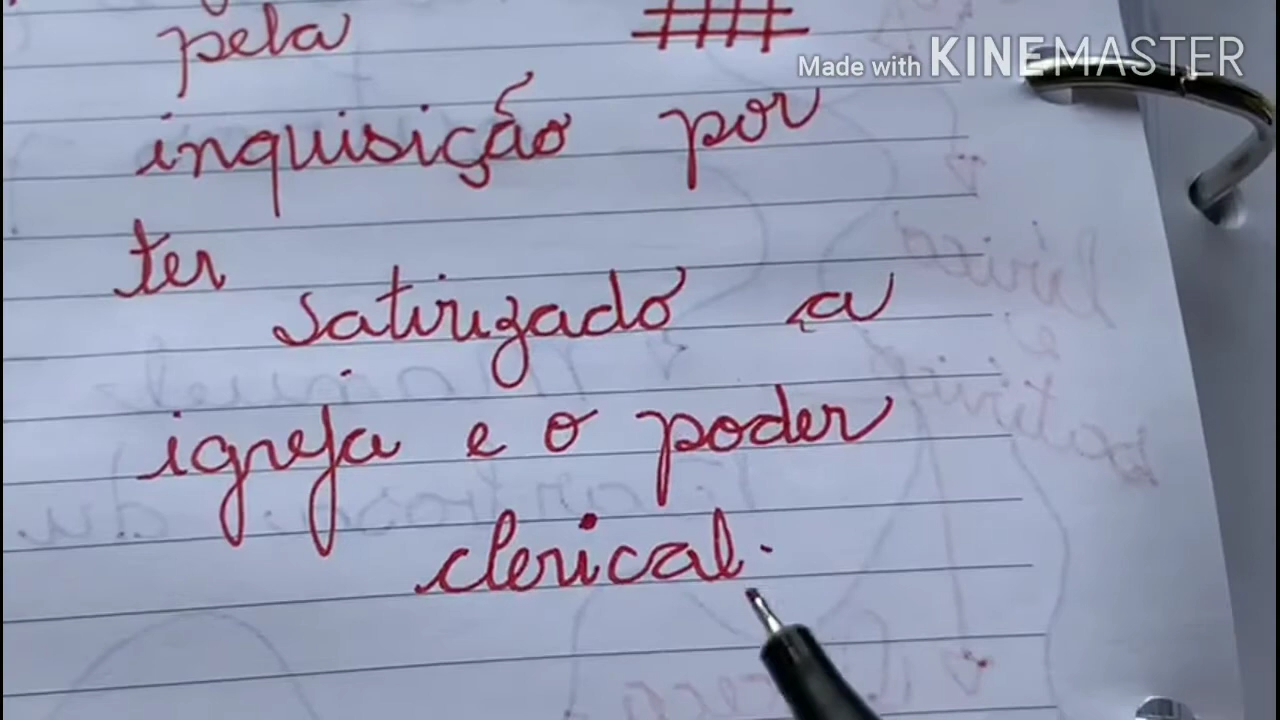 pela
Made with KINEMASTER
inquisição por
ter
satirizado a
igreja e o poder
clerical.